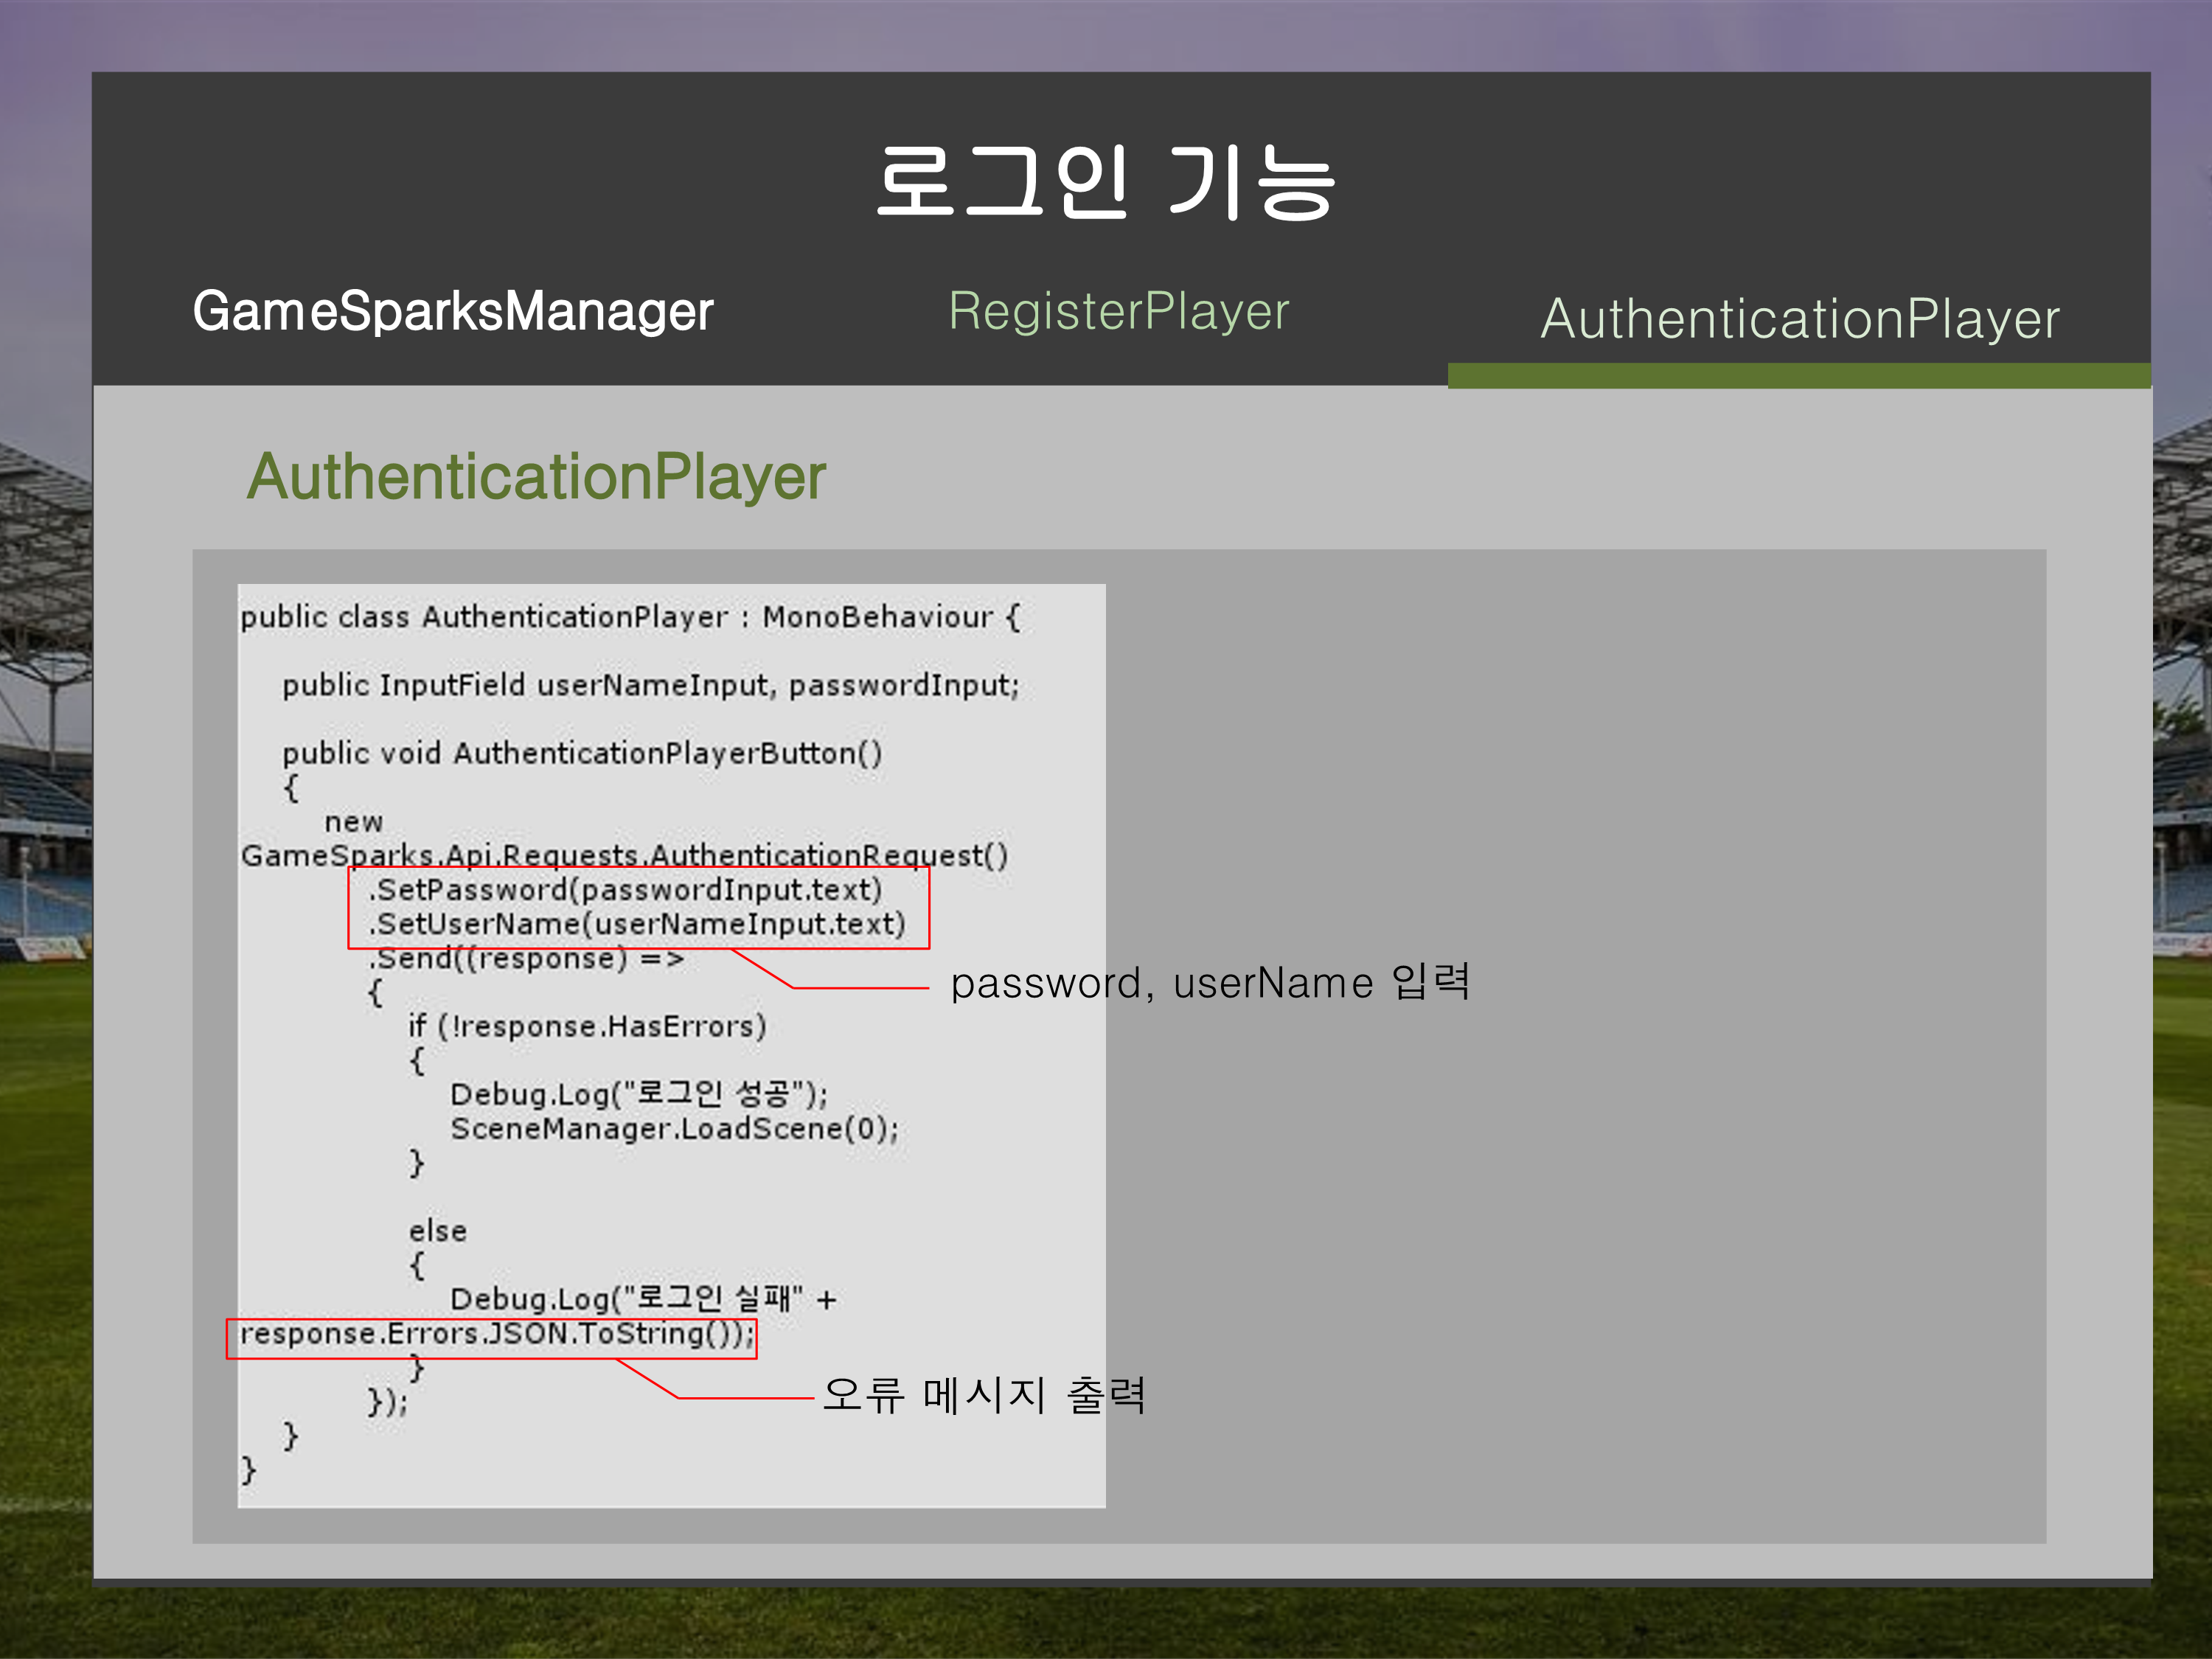 로그인 기능
GameSparksManager
RegisterPlayer
AuthenticationPlayer
AuthenticationPlayer
public class AuthenticationPlayer : MonoBehaviour {
public InputField userNameInput, passwordInput;
public void AuthenticationPlayerButton()
{
new
GameSparks.Api.Requests.AuthenticationRequest()
.SetPassword(passwordInput.text)
.SetUserName(userNameInput.text)
.Send((response) =>
password, userName 입력
{
if (!response.HasErrors)
{
Debug.Log("로그인 성공");
SceneManager.LoadScene(0);
}
else
{
Debug.Log("로그인 실패" +
response.Errors.JSON.ToString());
}
오류 메시지 출력
});
}
}